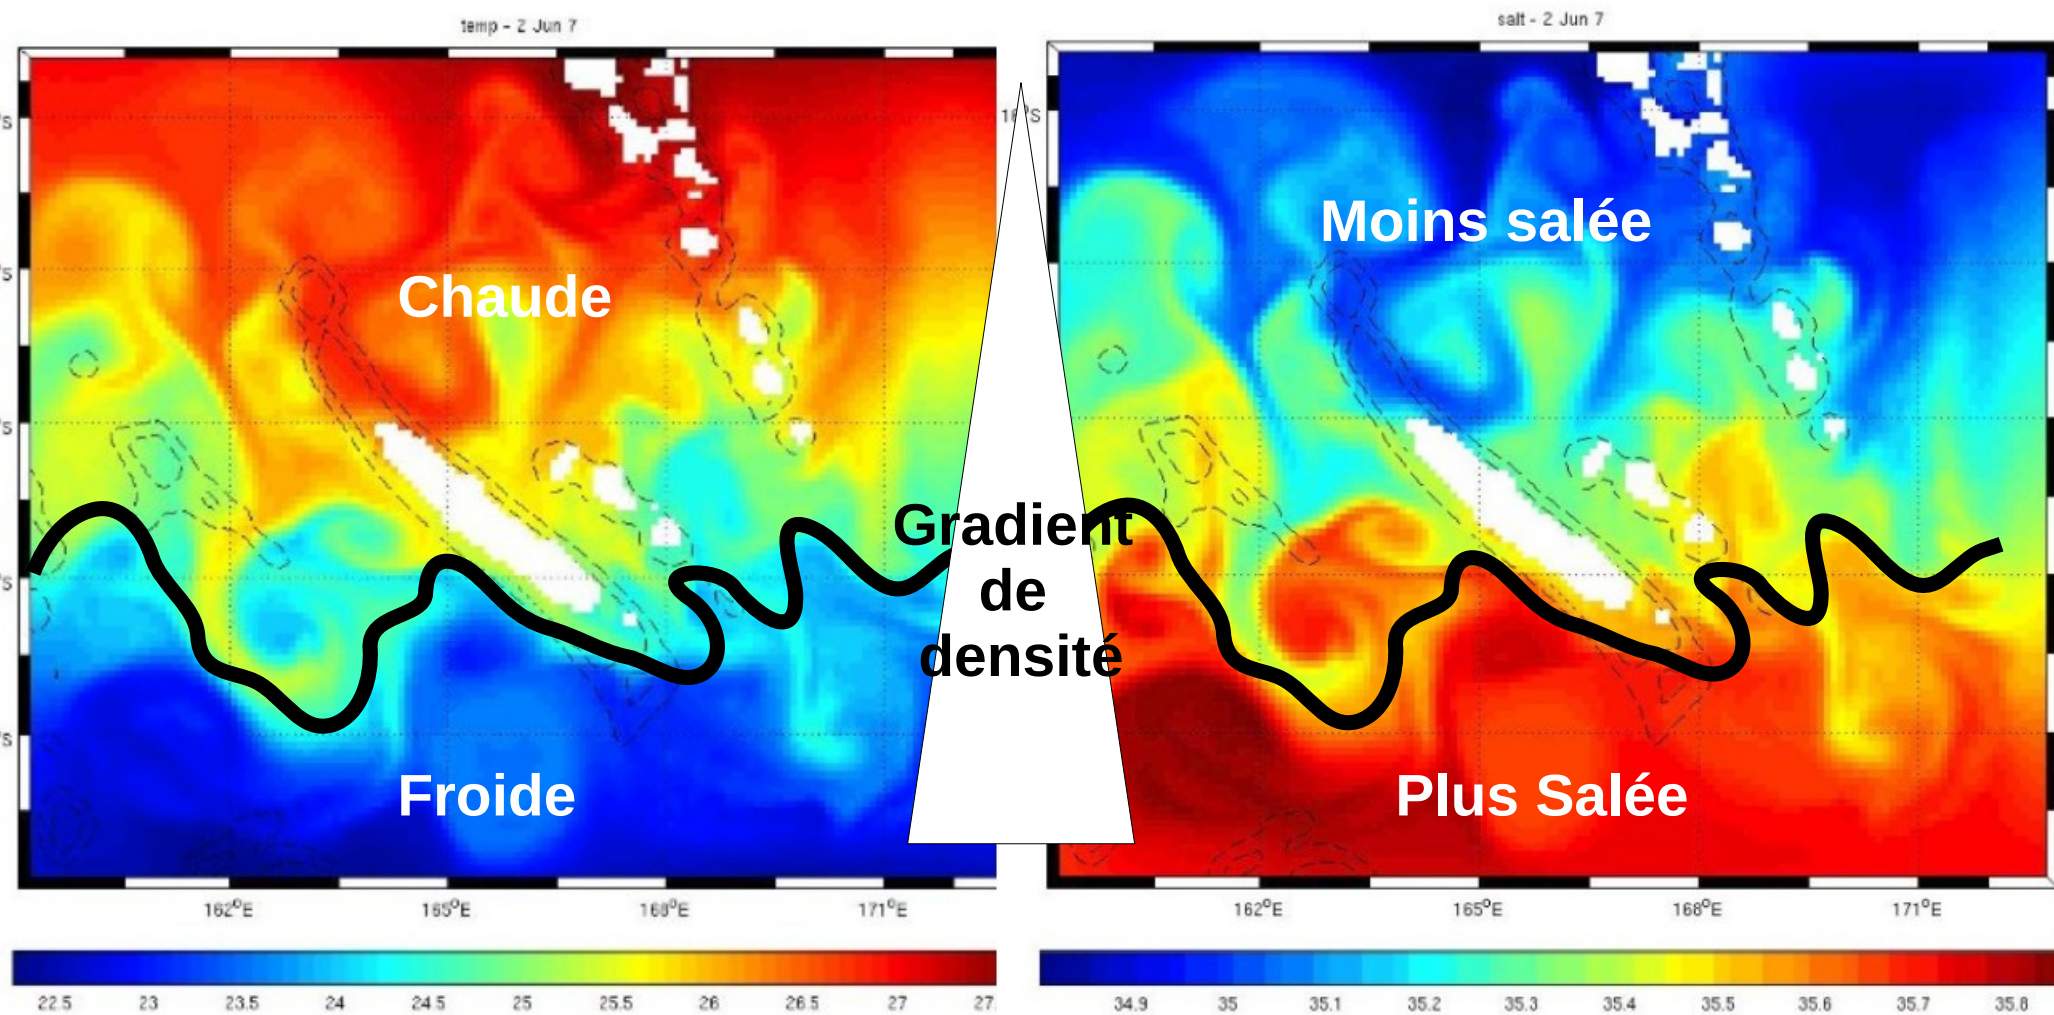 temp - 2 Jun 7
salt - 2 Jun 7
Chaude
Moins salée
Gradient
de
densité
Froide
Plus Salée
162°E 165°E 168°E 171°E
162°E 165°E 168°E 171°E
22.5 23 23.5 24 24.5 25 25.5 26 26.5 27 27.
34.9 35 35.1 35.2 35.3 35.4 35.5 35.6 35.7 35.8